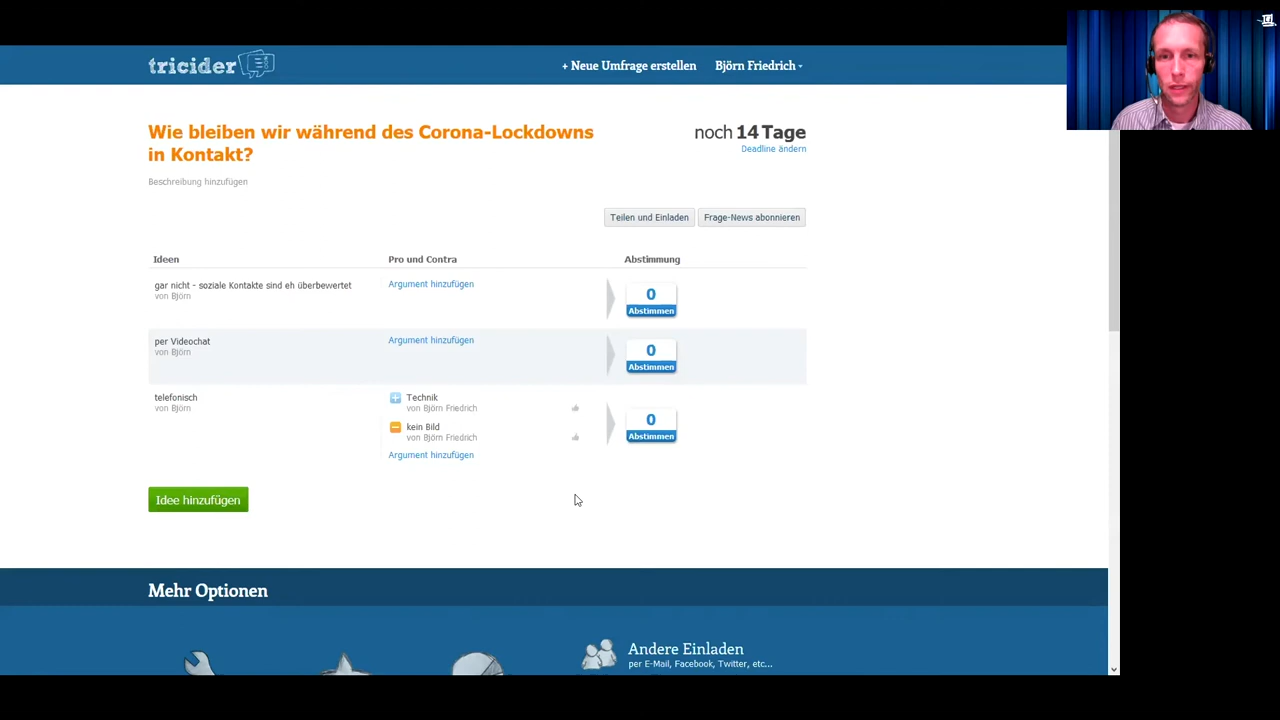 tricider
+ Neue Umfrage erstellen
Björn Friedrich
Wie bleiben wir während des Corona-Lockdowns
in Kontakt?
noch 14 Tage
Deadline ändern
Beschreibung hinzufügen
Teilen und Einladen
Frage-News abonnieren
Ideen
Pro und Contra
Abstimmung
gar nicht - soziale Kontakte sind eh überbewertet
von Björn
Argument hinzufügen
0
Abstimmen
per Videochat
von Björn
Argument hinzufügen
0
Abstimmen
telefonisch
von Björn
Technik
von Björn Friedrich
kein Bild
von Björn Friedrich
Argument hinzufügen
0
Abstimmen
Idee hinzufügen
Mehr Optionen
Andere Einladen
per E-Mail, Facebook, Twitter, etc...